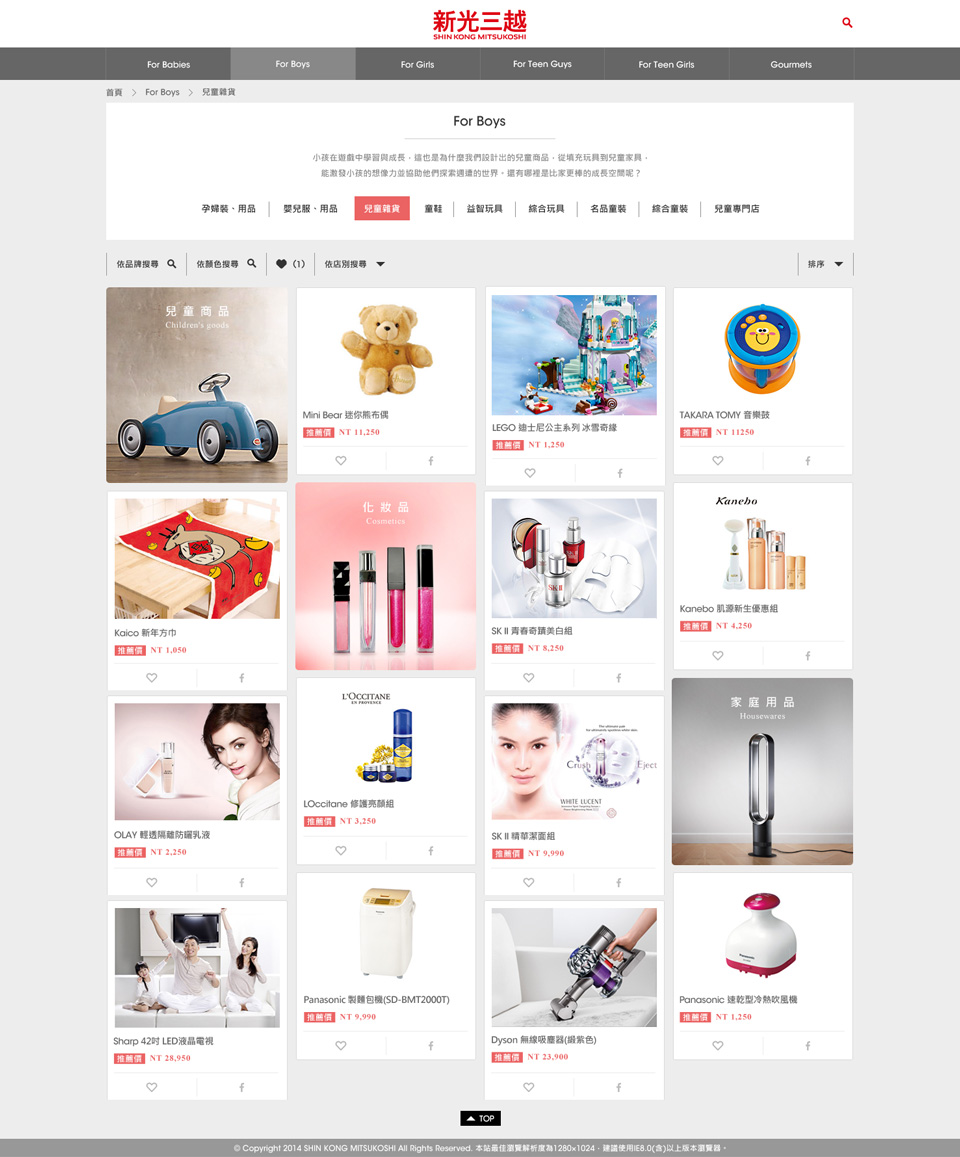 新光三越
SHIN KONG MITSUKOSHI
For Babies
For Boys
For Girls
For Teen Guys
For Teen Girls
Gourmets
首頁 > For Boys > 兒童雜貨
For Boys
小孩在遊戲中學習與成長，這也是為什麼我們設計出的兒童商品，從填充玩具到兒童家具，
能激發小孩的想像力並協助他們探索週遭的世界。還有哪裡是比家更棒的成長空間呢？
孕婦裝、用品
嬰兒服、用品
兒童雜貨
童鞋
益智玩具
綜合玩具
名品童裝
綜合童裝
兒童專門店
依品牌搜尋
依顏色搜尋
(1)
依店別搜尋
排序
兒童商品
Children's goods
Mini Bear 迷你熊布偶
推薦價 NT 11,250
LEGO 迪士尼公主系列 冰雪奇緣
推薦價 NT 1,250
TAKARA TOMY 音樂鼓
推薦價 NT 11250
Kaico 新年方巾
推薦價 NT 1,050
化妝品
Cosmetics
SK II
SK II 青春奇蹟美白組
推薦價 NT 8,250
Kanebo
Kanebo 肌源新生優惠組
推薦價 NT 4,250
OLAY 輕透隔離防曬乳液
推薦價 NT 2,250
L'OCCITANE
EN PROVENCE
LOccitane 修護亮顏組
推薦價 NT 3,250
Crush
Eject
WHITE LUCENT
SK II 精華潔面組
推薦價 NT 9,990
家庭用品
Housewares
Sharp 42吋 LED液晶電視
推薦價 NT 28,950
Panasonic 製麵包機(SD-BMT2000T)
推薦價 NT 9,990
Dyson 無線吸塵器(緞紫色)
推薦價 NT 23,900
Panasonic
Panasonic 速乾型冷熱吹風機
推薦價 NT 1,250
TOP
© Copyright 2014 SHIN KONG MITSUKOSHI All Rights Reserved. 本站最佳瀏覽解析度為1280×1024，建議使用IE8.0(含)以上版本瀏覽器。